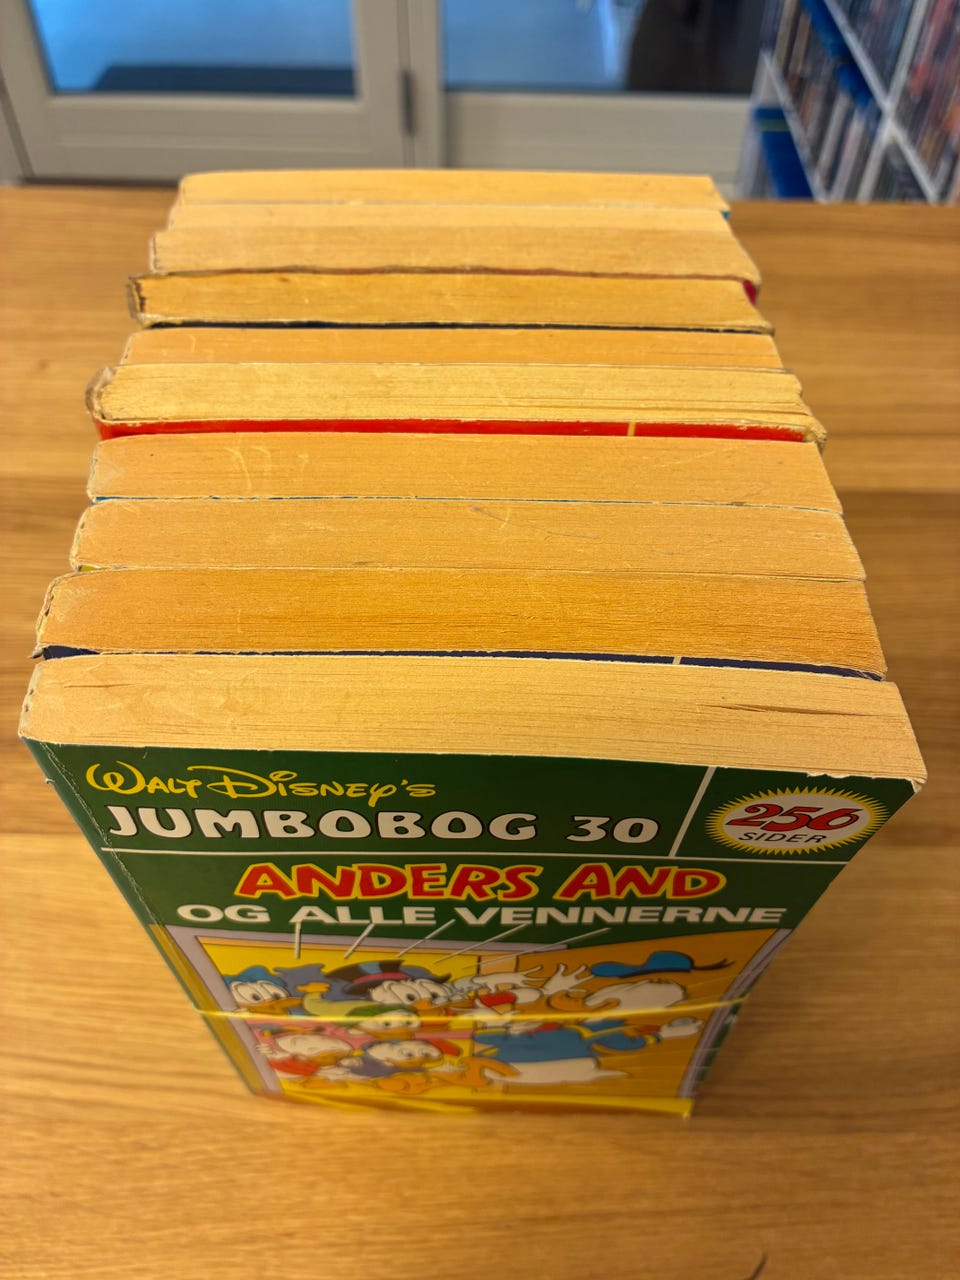 WALT DISNEY'S
JUMBOBOG 30
256
SIDER
ANDERS AND
OG ALLE VENNERNE